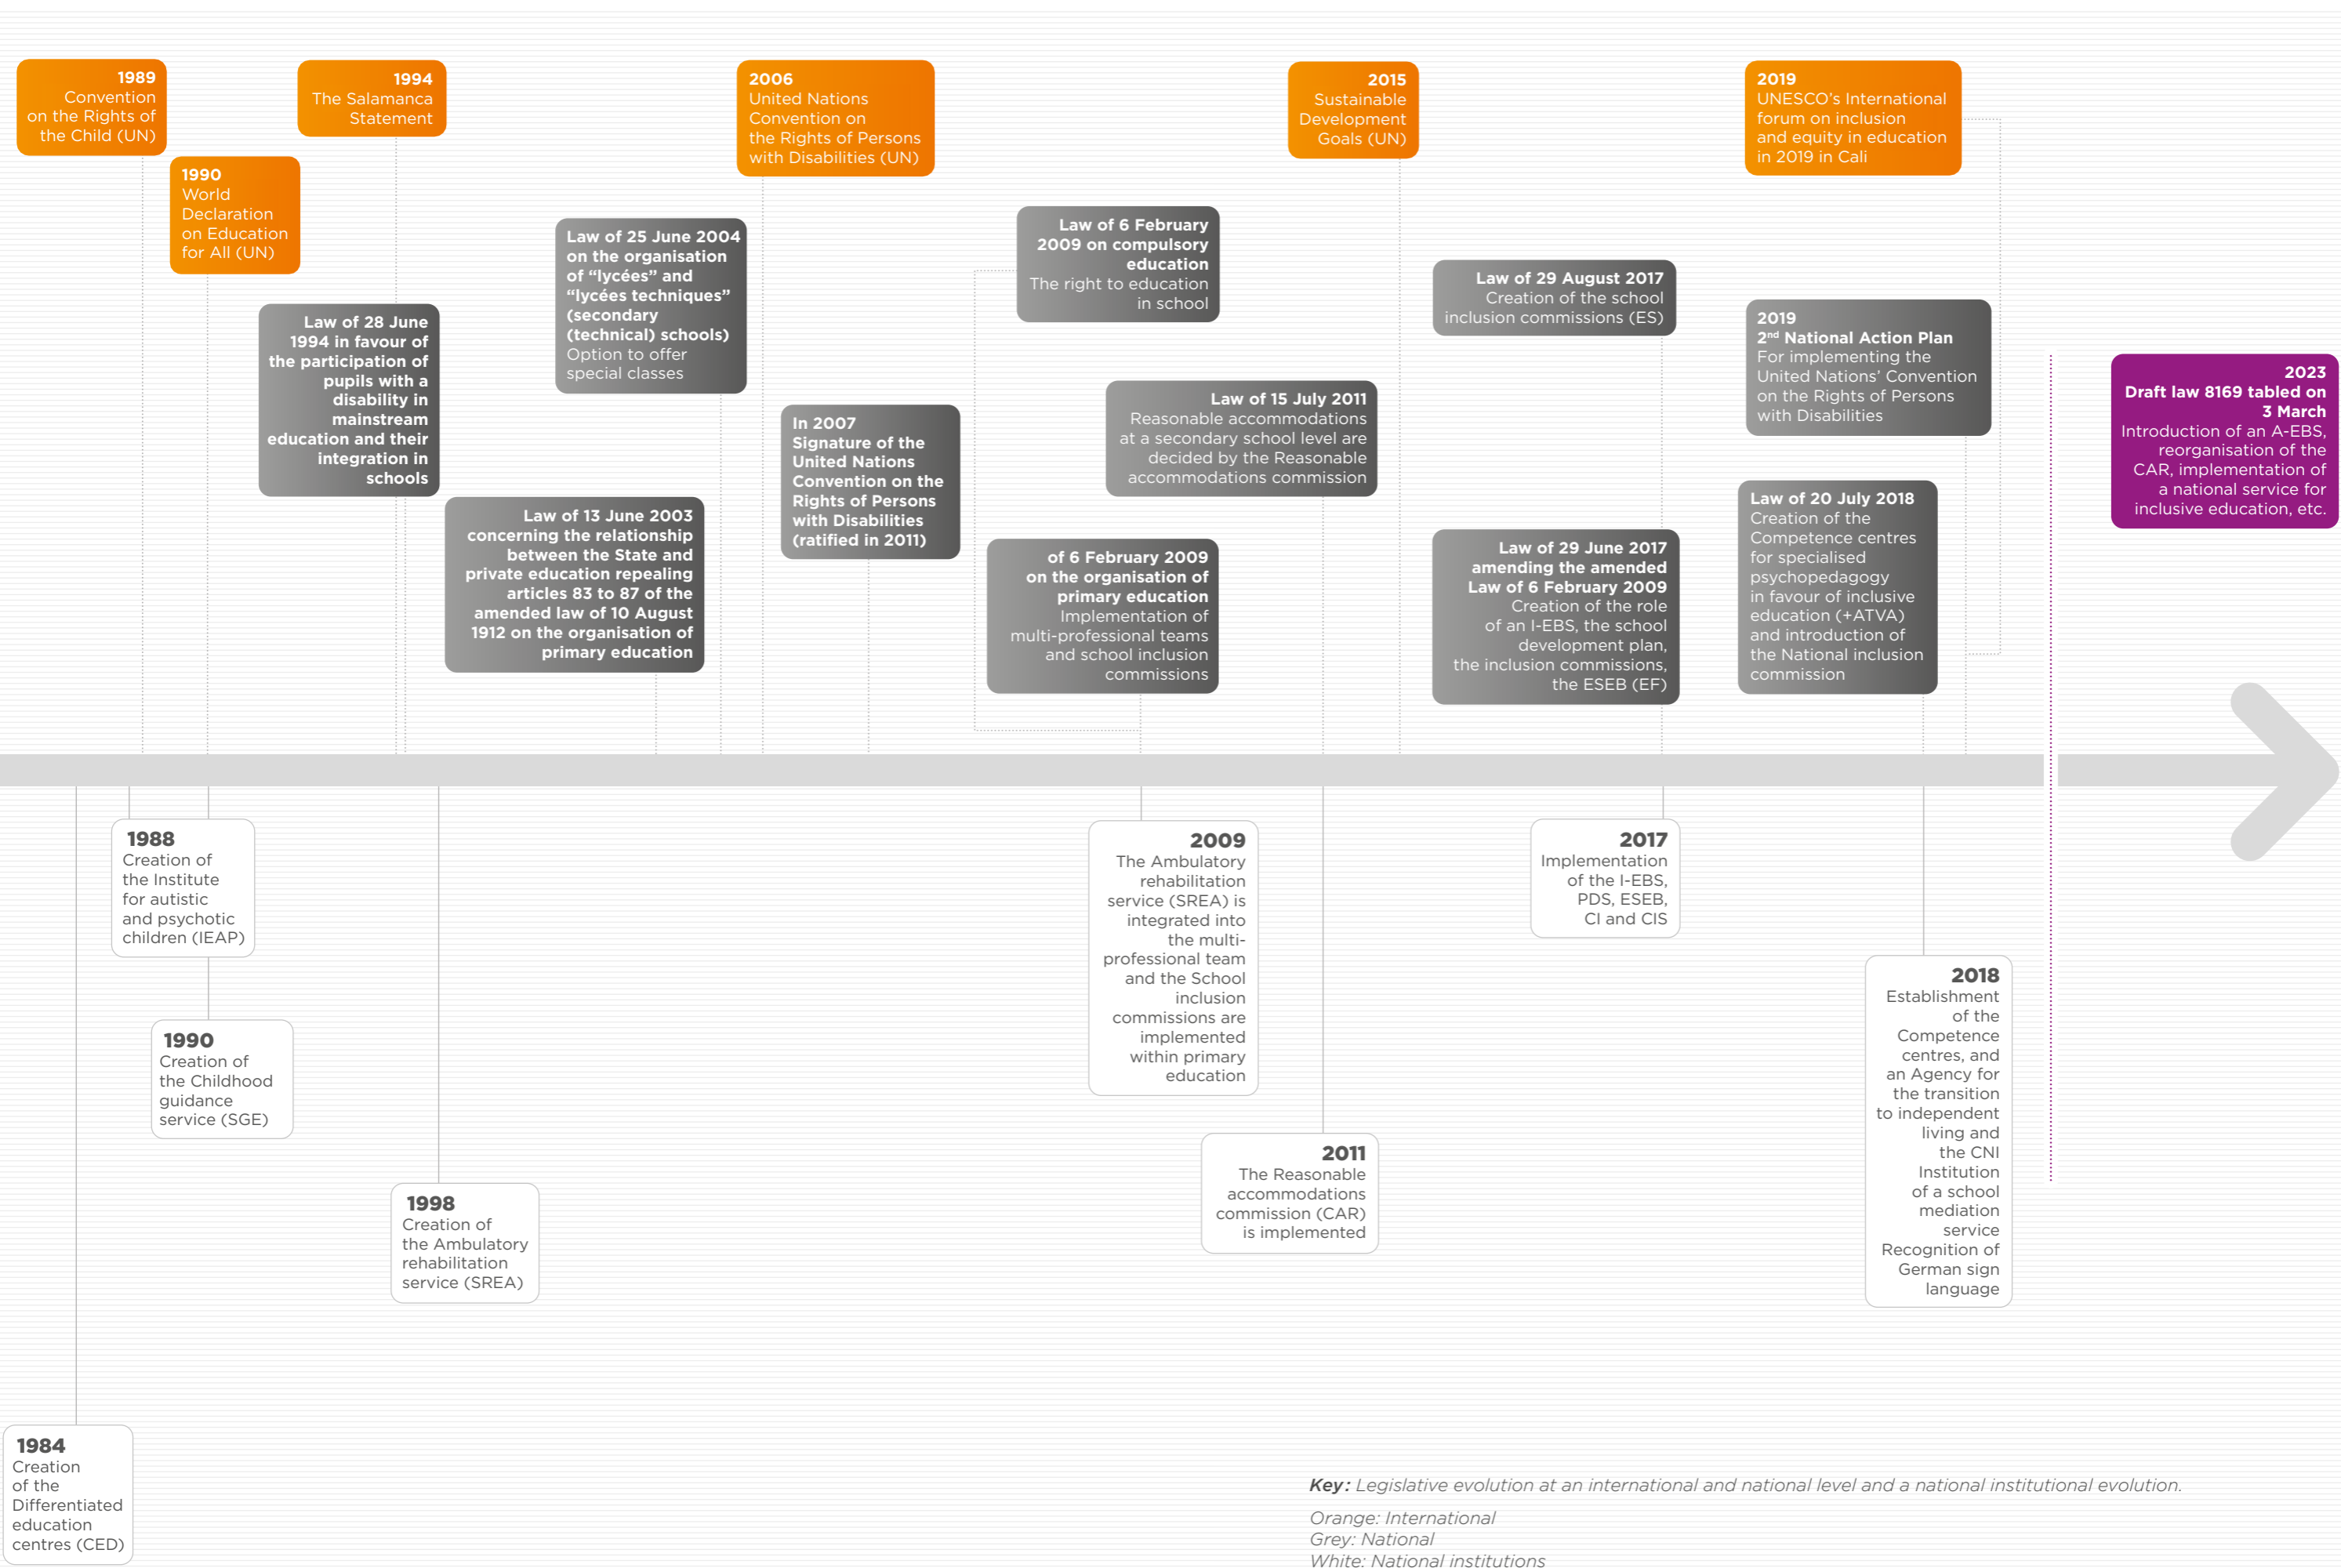 1989
Convention
on the Rights of
the Child (UN)
1990
World
Declaration
on Education
for All (UN)
1994
The Salamanca
Statement
2006
United Nations
Convention on
the Rights of Persons
with Disabilities (UN)
2015
Sustainable
Development
Goals (UN)
2019
UNESCO’s International
forum on inclusion
and equity in education
in 2019 in Cali
Law of 28 June
1994 in favour of
the participation of
pupils with a
disability in
mainstream
education and their
integration in
schools
Law of 13 June 2003
concerning the relationship
between the State and
private education repealing
articles 83 to 87 of the
amended law of 10 August
1912 on the organisation of
primary education
Law of 25 June 2004
on the organisation
of “lycées” and
“lycées techniques”
(secondary
(technical) schools)
Option to offer
special classes
In 2007
Signature of the
United Nations
Convention on the
Rights of Persons
with Disabilities
(ratified in 2011)
Law of 6 February
2009 on compulsory
education
The right to education
in school
of 6 February 2009
on the organisation of
primary education
Implementation of
multi-professional teams
and school inclusion
commissions
Law of 15 July 2011
Reasonable accommodations
at a secondary school level are
decided by the Reasonable
accommodations commission
Law of 29 August 2017
Creation of the school
inclusion commissions (ES)
Law of 29 June 2017
amending the amended
Law of 6 February 2009
Creation of the role
of an I-EBS, the school
development plan,
the inclusion commissions,
the ESEB (EF)
2019
2nd National Action Plan
For implementing the
United Nations’ Convention
on the Rights of Persons
with Disabilities
Law of 20 July 2018
Creation of the
Competence centres
for specialised
psychopedagogy
in favour of inclusive
education (+ATVA)
and introduction of
the National inclusion
commission
2023
Draft law 8169 tabled on
3 March
Introduction of an A-EBS,
reorganisation of the
CAR, implementation of
a national service for
inclusive education, etc.
1984
Creation
of the
Differentiated
education
centres (CED)
1988
Creation of
the Institute
for autistic
and psychotic
children (IEAP)
1990
Creation of
the Childhood
guidance
service (SGE)
1998
Creation of
the Ambulatory
rehabilitation
service (SREA)
2009
The Ambulatory
rehabilitation
service (SREA) is
integrated into
the multi-
professional team
and the School
inclusion
commissions are
implemented
within primary
education
2011
The Reasonable
accommodations
commission (CAR)
is implemented
2017
Implementation
of the I-EBS,
PDS, ESEB,
CI and CIS
2018
Establishment
of the
Competence
centres, and
an Agency for
the transition
to independent
living and
the CNI
Institution
of a school
mediation
service
Recognition of
German sign
language
Key: Legislative evolution at an international and national level and a national institutional evolution.
Orange: International
Grey: National
White: National institutions